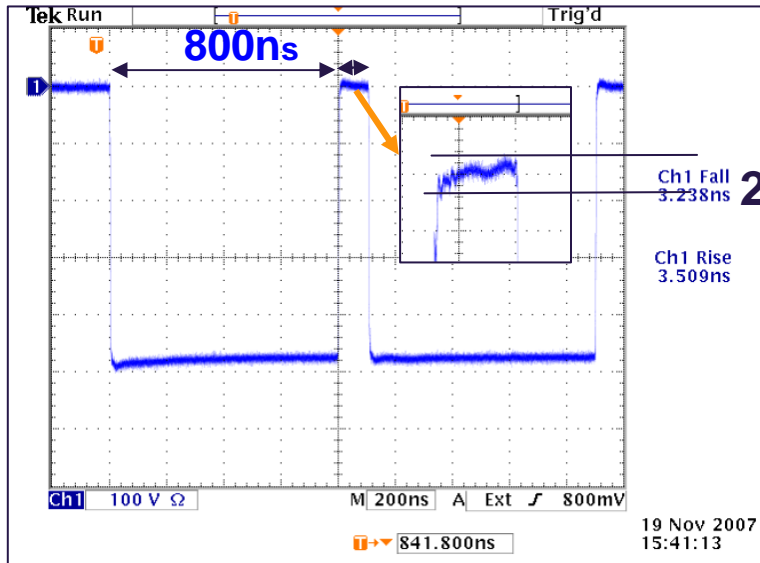 Tek Run Trig'd
T
T
800ns
1
T
Ch1 Fall
3.238ns
2
Ch1 Rise
3.509ns
Ch1 100 V Ω M 200ns A Ext ʃ 800mV
T→▼ 841.800ns
19 Nov 2007
15:41:13